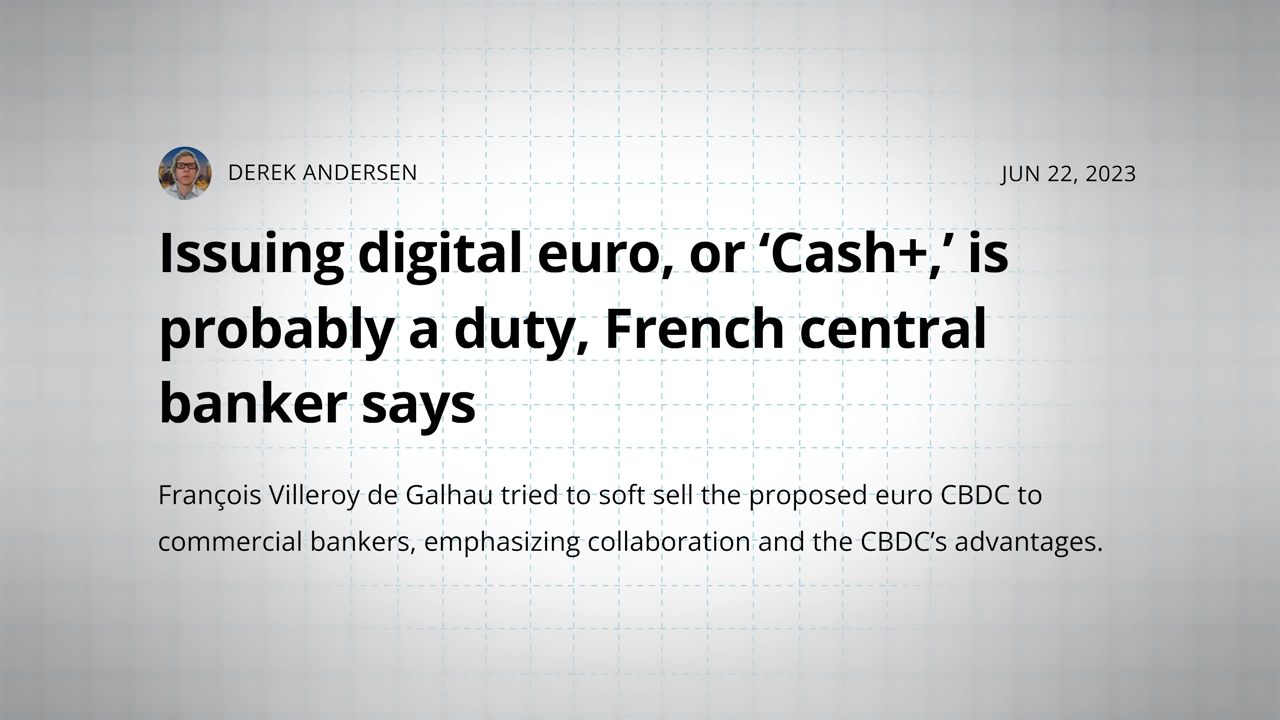 DEREK ANDERSEN
JUN 22, 2023
Issuing digital euro, or ‘Cash+,’ is
probably a duty, French central
banker says
François Villeroy de Galhau tried to soft sell the proposed euro CBDC to
commercial bankers, emphasizing collaboration and the CBDC’s advantages.